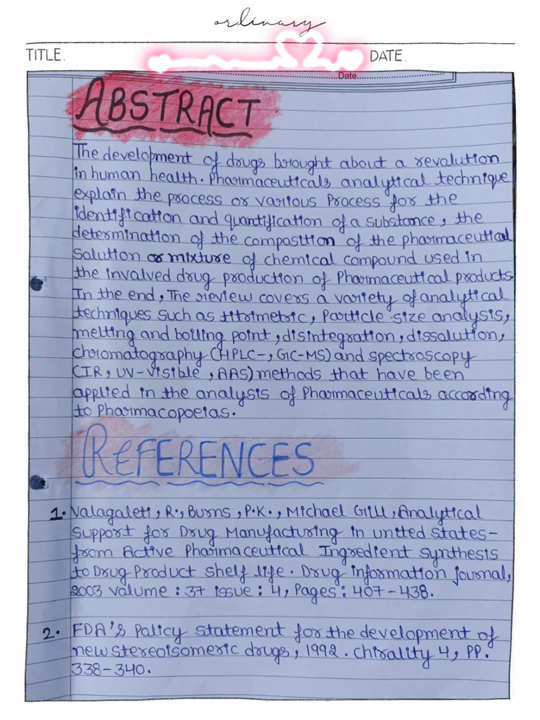 ordinary
TITLE.
DATE.
Date
ABSTRACT
The development of drugs brought about a revalution
in human health. Pharmaceuticals analytical technique
explain the process or various Process for the
identification and quantification of a substance, the
determination of the composition of the pharmaceutical
Solution or mixture of chemical compound used in
the involved drug production of Pharmaceutical products
In the end, The review covers a variety of analytical
techniques such as titrimetric, Particle size analysis,
melting and boiling point, disintegration, dissolution,
chromatography (HPLC-, GC-MS) and spectroscopy
(IR, UV-Visible, AAS) methods that have been
applied in the analysis of Pharmaceuticals according
to Pharmacopoeias.
REFERENCES
1. Valagaleti, R., Burns, P.K., Michael Gill, Analytical
Support for Drug Manufacturing in united states-
from Active Pharmaceutical Ingredient synthesis
to Drug Product shelf life. Drug information journal,
2003 volume : 37 issue : 4, Pages : 407-438.
2. FDA'S Policy statement for the development of
new stereoisomeric drugs, 1992. chirality 4, PP.
338-340.